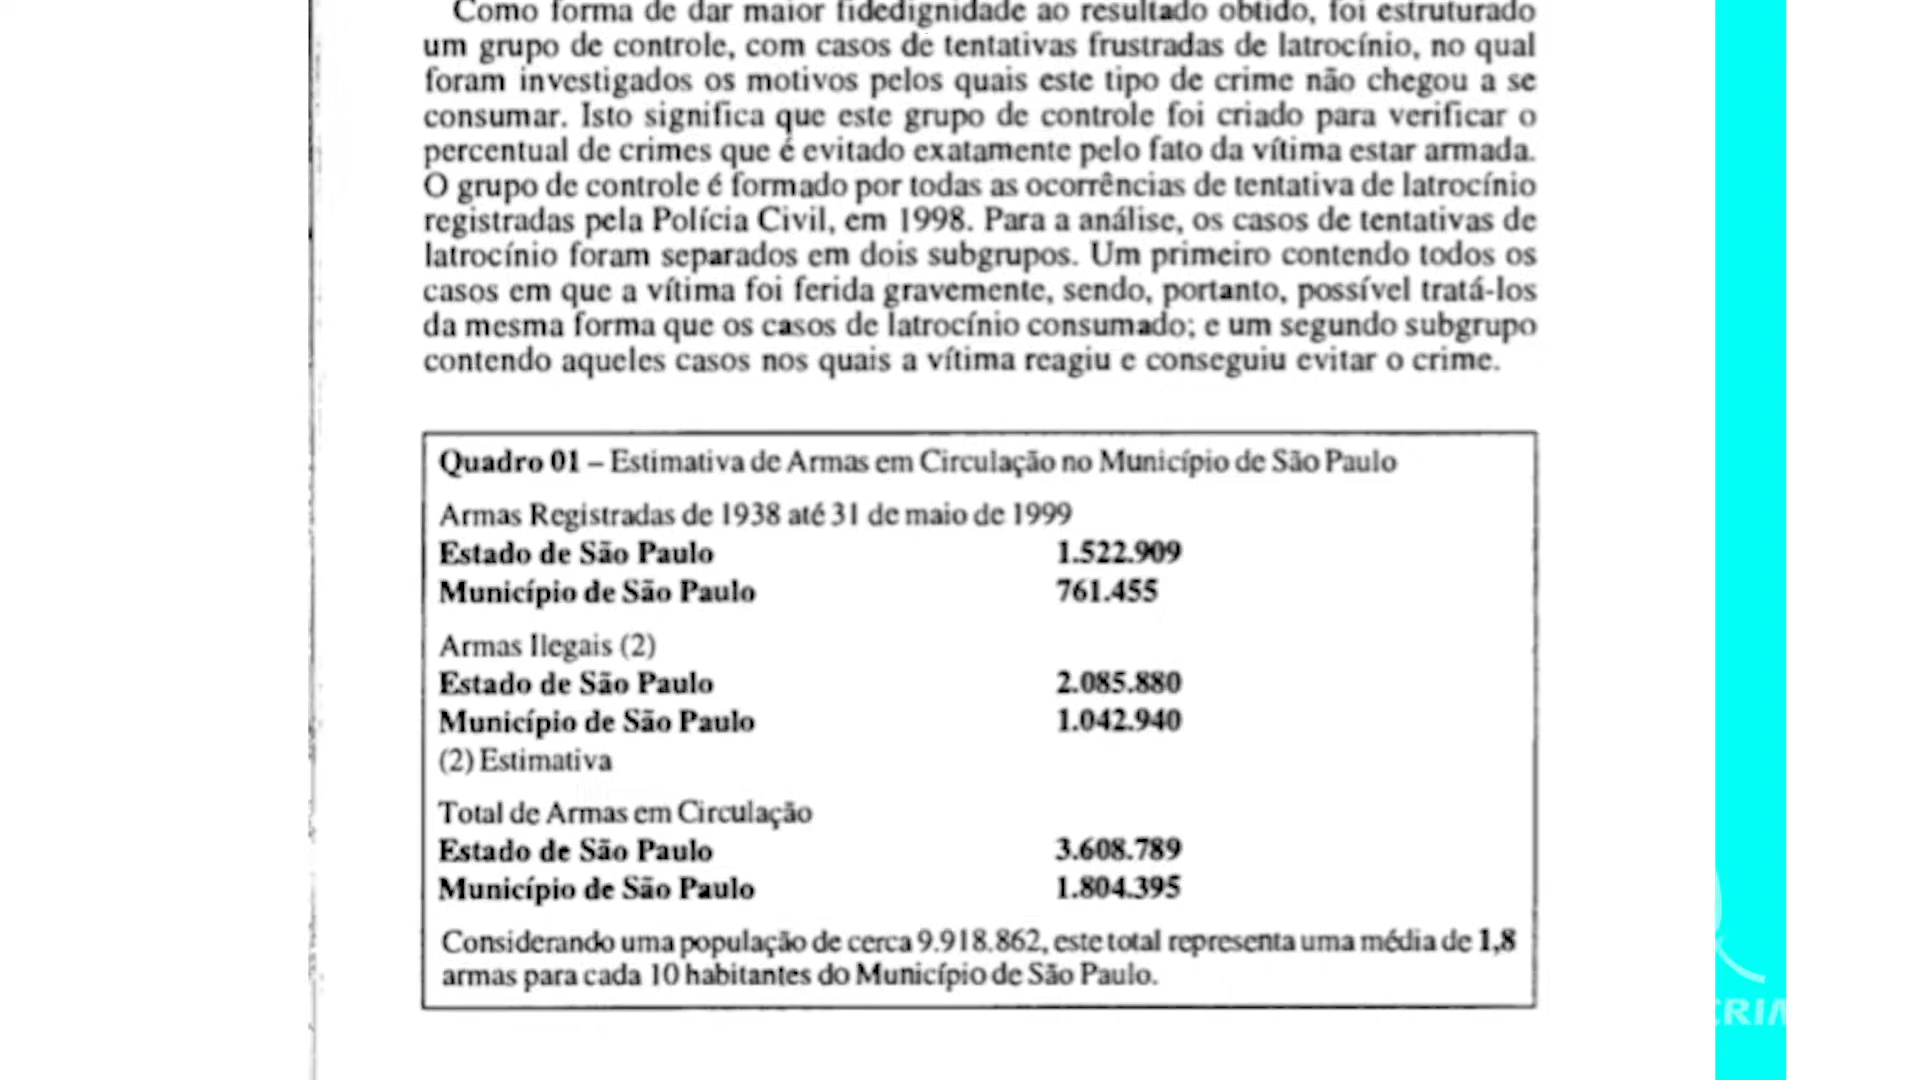 Como forma de dar maior fidedignidade ao resultado obtido, foi estruturado
um grupo de controle, com casos de tentativas frustradas de latrocínio, no qual
foram investigados os motivos pelos quais este tipo de crime não chegou a se
consumar. Isto significa que este grupo de controle foi criado para verificar o
percentual de crimes que é evitado exatamente pelo fato da vítima estar armada.
O grupo de controle é formado por todas as ocorrências de tentativa de latrocínio
registradas pela Polícia Civil, em 1998. Para a análise, os casos de tentativas de
latrocínio foram separados em dois subgrupos. Um primeiro contendo todos os
casos em que a vítima foi ferida gravemente, sendo, portanto, possível tratá-los
da mesma forma que os casos de latrocínio consumado; e um segundo subgrupo
contendo aqueles casos nos quais a vítima reagiu e conseguiu evitar o crime.
Quadro 01 – Estimativa de Armas em Circulação no Município de São Paulo
Armas Registradas de 1938 até 31 de maio de 1999
Estado de São Paulo 1.522.909
Município de São Paulo 761.455
Armas Ilegais (2)
Estado de São Paulo 2.085.880
Município de São Paulo 1.042.940
(2) Estimativa
Total de Armas em Circulação
Estado de São Paulo 3.608.789
Município de São Paulo 1.804.395
Considerando uma população de cerca 9.918.862, este total representa uma média de 1,8
armas para cada 10 habitantes do Município de São Paulo.